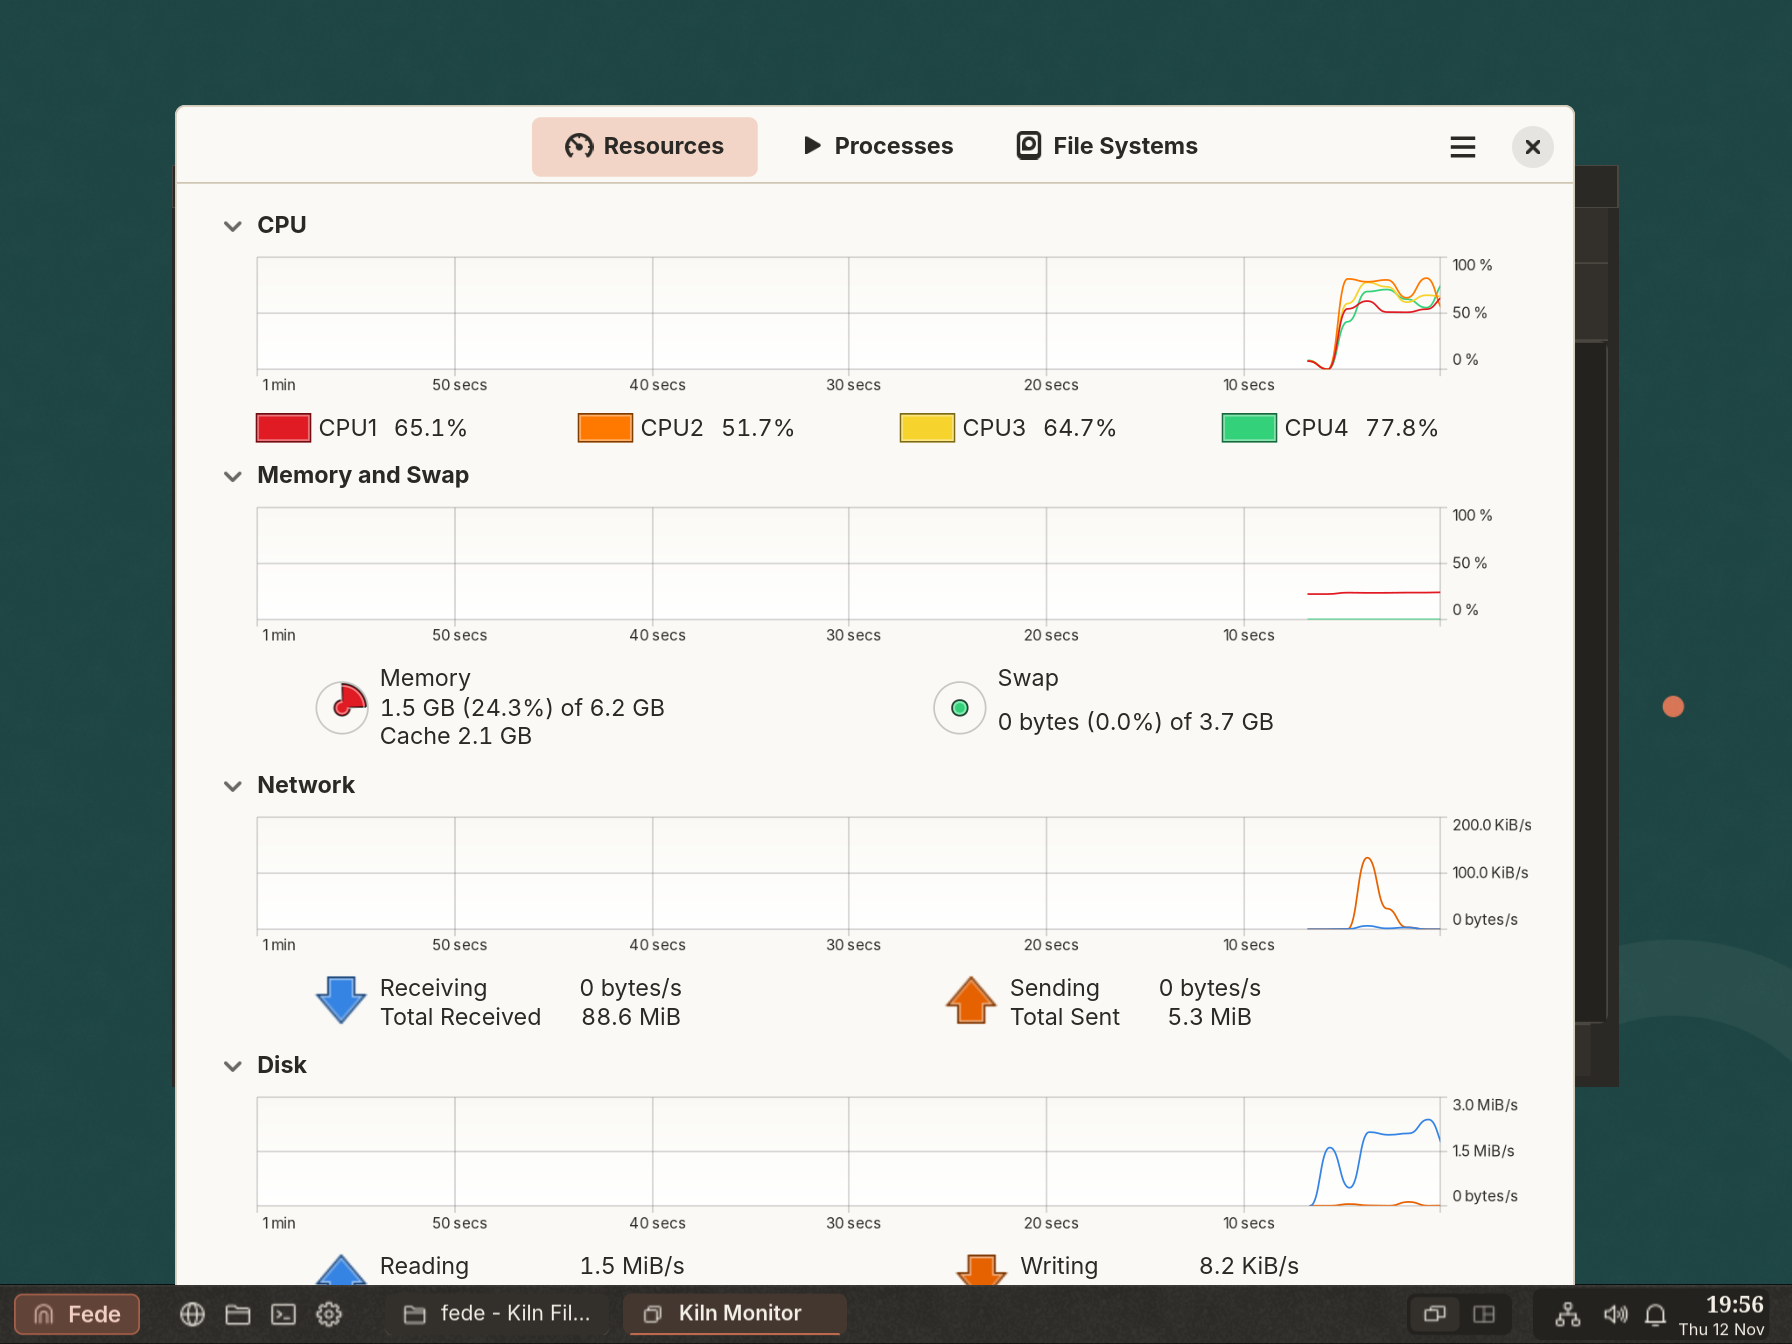 Resources Processes File Systems
CPU
100 %
50 %
0 %
1 min 50 secs 40 secs 30 secs 20 secs 10 secs
CPU1 65.1% CPU2 51.7% CPU3 64.7% CPU4 77.8%
Memory and Swap
100 %
50 %
0 %
1 min 50 secs 40 secs 30 secs 20 secs 10 secs
Memory
1.5 GB (24.3%) of 6.2 GB
Cache 2.1 GB
Swap
0 bytes (0.0%) of 3.7 GB
Network
200.0 KiB/s
100.0 KiB/s
0 bytes/s
1 min 50 secs 40 secs 30 secs 20 secs 10 secs
Receiving 0 bytes/s
Total Received 88.6 MiB
Sending 0 bytes/s
Total Sent 5.3 MiB
Disk
3.0 MiB/s
1.5 MiB/s
0 bytes/s
1 min 50 secs 40 secs 30 secs 20 secs 10 secs
Reading 1.5 MiB/s
Writing 8.2 KiB/s
Fede
fede - Kiln Fil...
Kiln Monitor
19:56
Thu 12 Nov